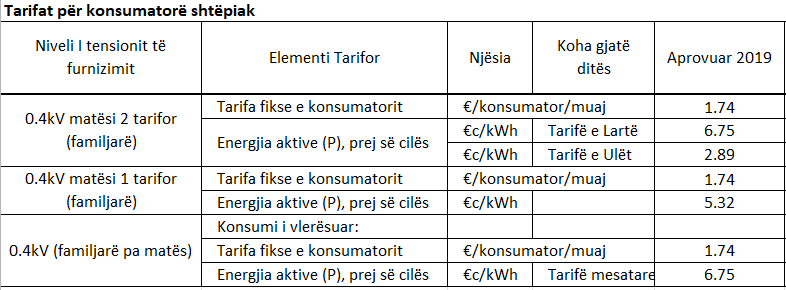 Tarifat për konsumatorë shtëpiak
Niveli I tensionit të furnizimit Elementi Tarifor Njësia Koha gjatë ditës Aprovuar 2019
0.4kV matësi 2 tarifor (familjarë) Tarifa fikse e konsumatorit €/konsumator/muaj 1.74
Energjia aktive (P), prej së cilës €c/kWh Tarifë e Lartë 6.75
€c/kWh Tarifë e Ulët 2.89
0.4kV matësi 1 tarifor (familjarë) Tarifa fikse e konsumatorit €/konsumator/muaj 1.74
Energjia aktive (P), prej së cilës €c/kWh 5.32
0.4kV (familjarë pa matës) Konsumi i vlerësuar:
Tarifa fikse e konsumatorit €/konsumator/muaj 1.74
Energjia aktive (P), prej së cilës €c/kWh Tarifë mesatare 6.75